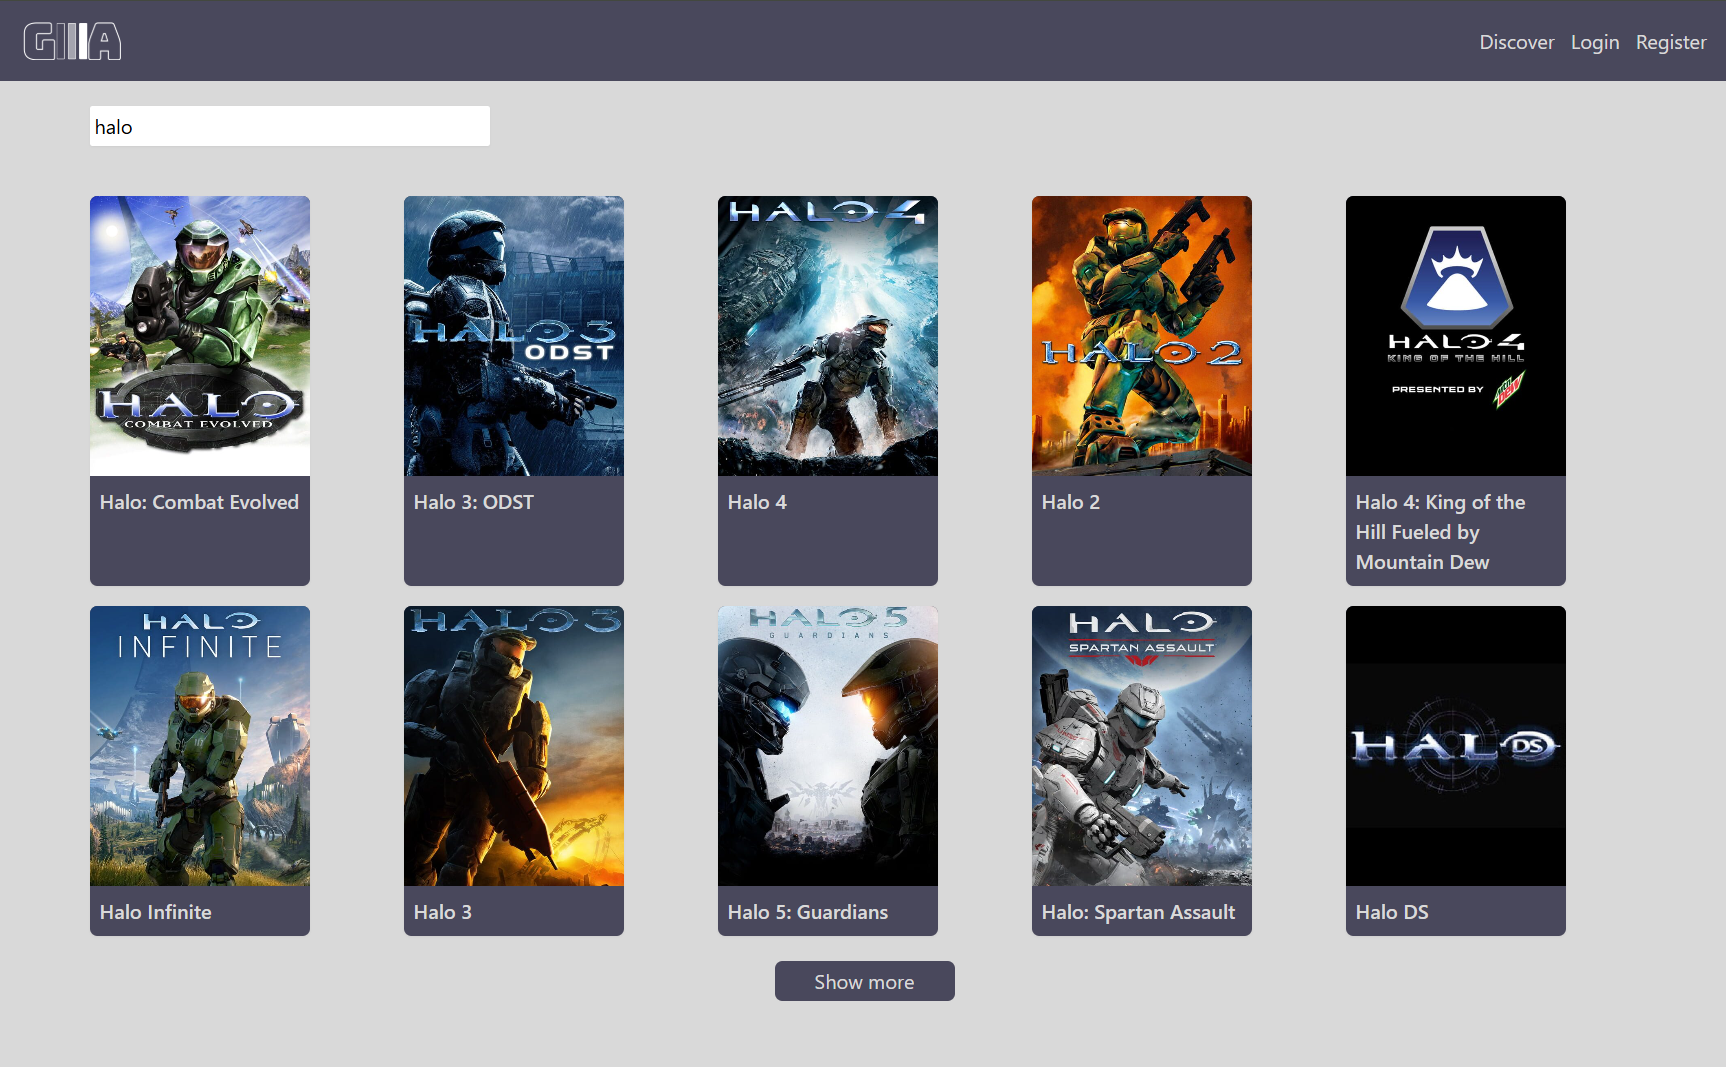 GIIIA
Discover Login Register
halo
HALO
COMBAT EVOLVED
HALO 3
ODST
HALO 4
HALO 2
HALO 4
KING OF THE HILL
PRESENTED BY
MTN DEW
Halo: Combat Evolved
Halo 3: ODST
Halo 4
Halo 2
Halo 4: King of the
Hill Fueled by
Mountain Dew
HALO
INFINITE
HALO 3
HALO 5
GUARDIANS
HALO
SPARTAN ASSAULT
HALO DS
Halo Infinite
Halo 3
Halo 5: Guardians
Halo: Spartan Assault
Halo DS
Show more